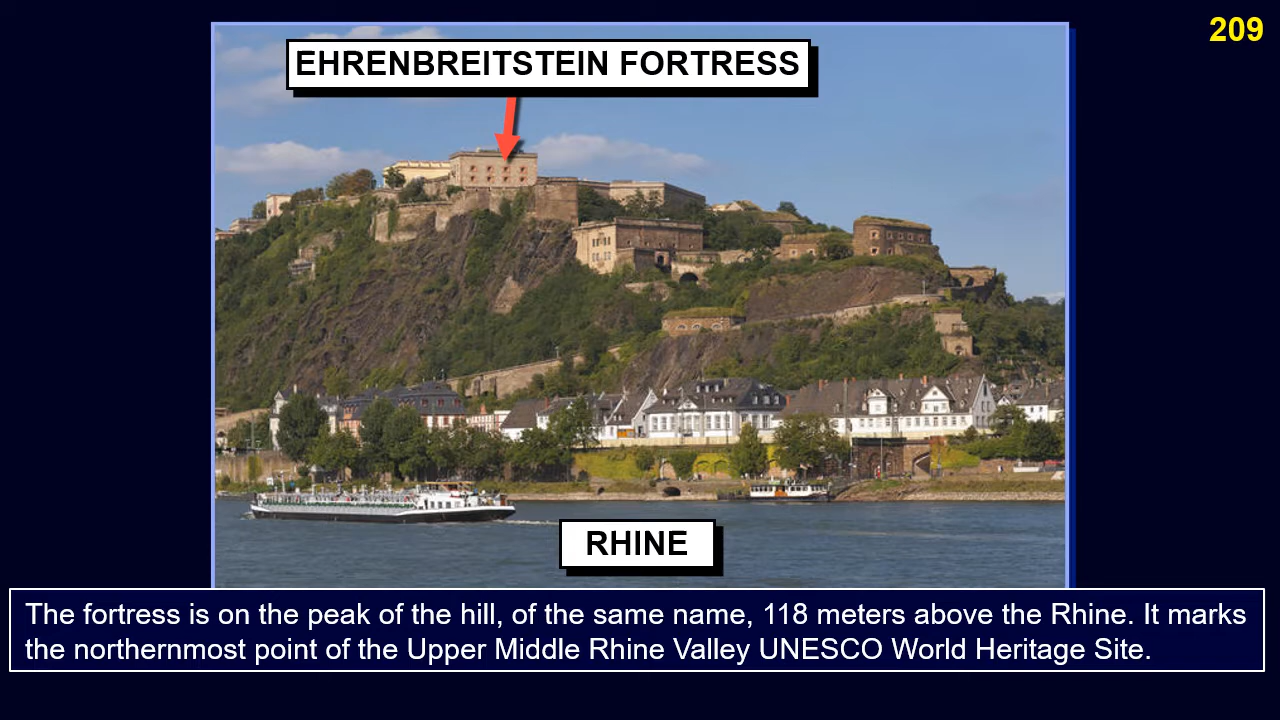 209
EHRENBREITSTEIN FORTRESS
RHINE
The fortress is on the peak of the hill, of the same name, 118 meters above the Rhine. It marks
the northernmost point of the Upper Middle Rhine Valley UNESCO World Heritage Site.